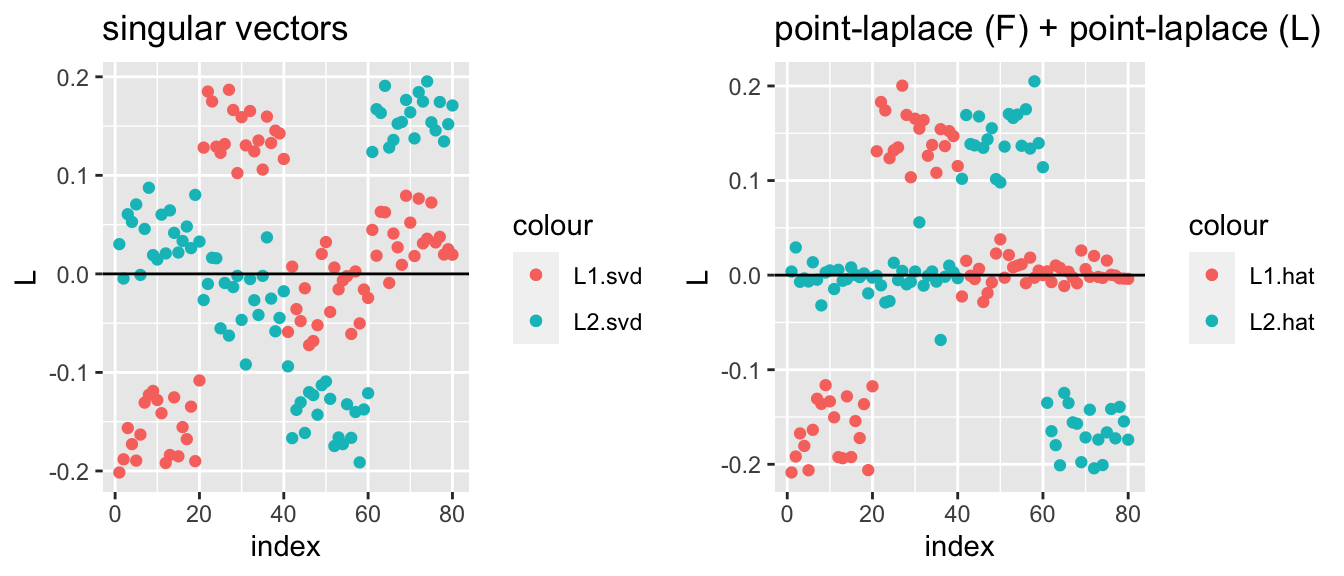 singular vectors
0.2
0.1
0.0
-0.1
-0.2
L
0 20 40 60 80
index
colour
L1.svd
L2.svd
point-laplace (F) + point-laplace (L)
0.2
0.1
0.0
-0.1
-0.2
L
0 20 40 60 80
index
colour
L1.hat
L2.hat